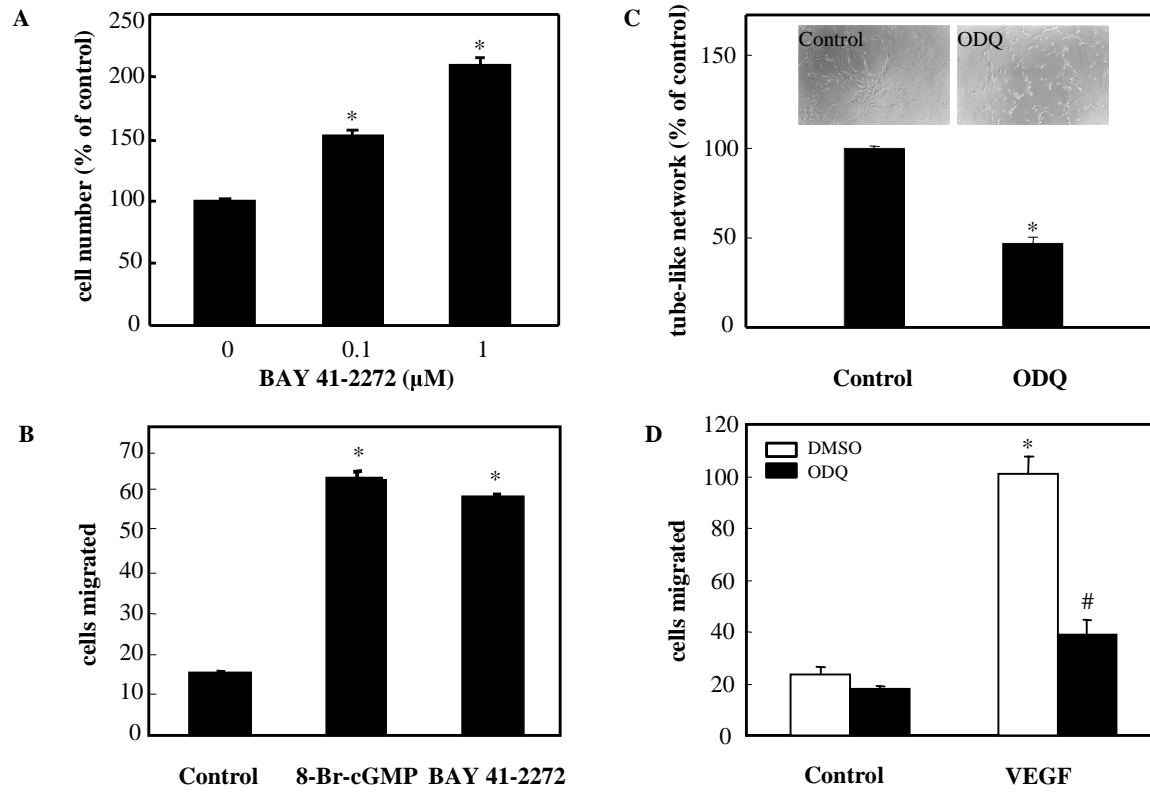 A
cell number (% of control)
250
200
150
100
50
0
*
*
0 0.1 1
BAY 41-2272 (µM)
B
cells migrated
70
60
50
40
30
20
10
0
*
*
Control 8-Br-cGMP BAY 41-2272
C
tube-like network (% of control)
150
100
50
0
Control
ODQ
*
Control ODQ
D
cells migrated
120
100
80
60
40
20
0
DMSO
ODQ
*
#
Control VEGF